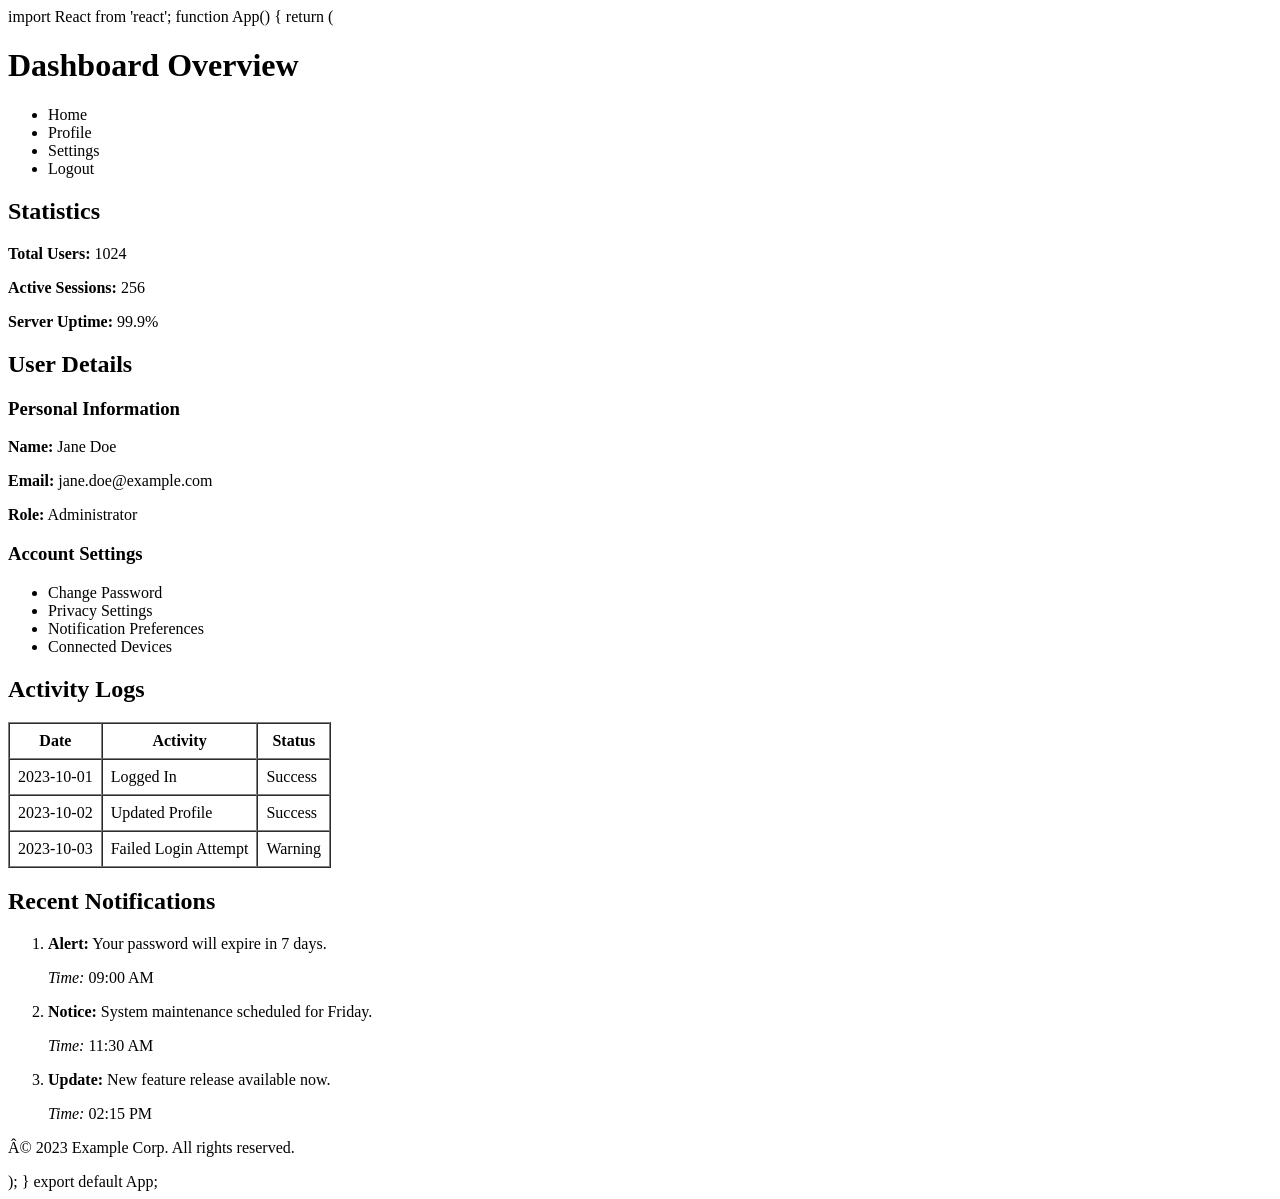 import React from 'react'; function App() { return (
Dashboard Overview
Home
Profile
Settings
Logout
Statistics
Total Users: 1024
Active Sessions: 256
Server Uptime: 99.9%
User Details
Personal Information
Name: Jane Doe
Email: jane.doe@example.com
Role: Administrator
Account Settings
Change Password
Privacy Settings
Notification Preferences
Connected Devices
Activity Logs
Date Activity Status
2023-10-01 Logged In Success
2023-10-02 Updated Profile Success
2023-10-03 Failed Login Attempt Warning
Recent Notifications
1. Alert: Your password will expire in 7 days.
Time: 09:00 AM
2. Notice: System maintenance scheduled for Friday.
Time: 11:30 AM
3. Update: New feature release available now.
Time: 02:15 PM
Â© 2023 Example Corp. All rights reserved.
); } export default App;